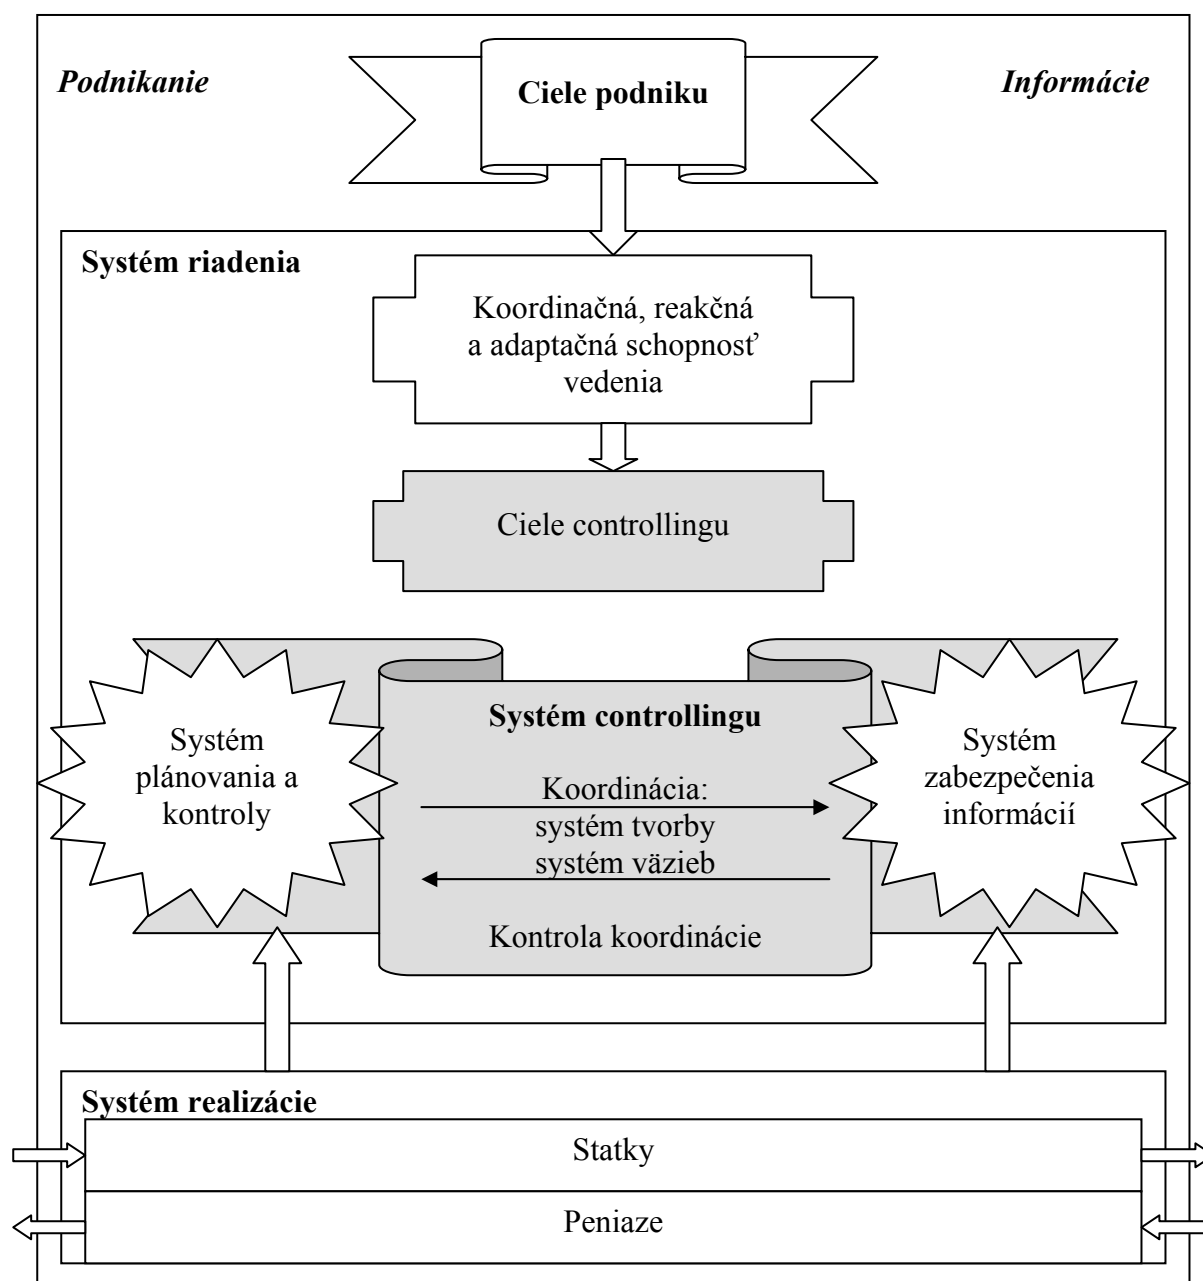 Podnikanie
Ciele podniku
Informácie
Systém riadenia
Koordinačná, reakčná
a adaptačná schopnosť
vedenia
Ciele controllingu
Systém
plánovania a
kontroly
Systém controllingu
Koordinácia:
systém tvorby
systém väzieb
Kontrola koordinácie
Systém
zabezpečenia
informácií
Systém realizácie
Statky
Peniaze